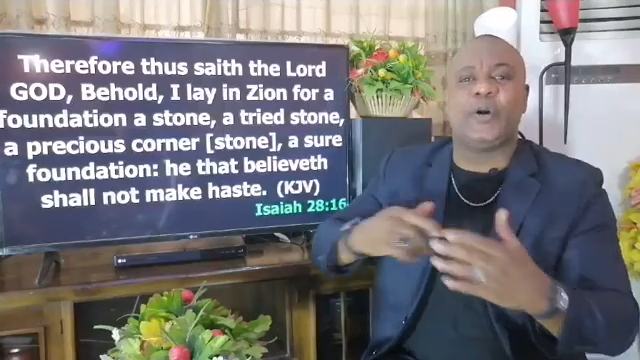 Therefore thus saith the Lord
GOD, Behold, I lay in Zion for a
foundation a stone, a tried stone,
a precious corner [stone], a sure
foundation: he that believeth
shall not make haste. (KJV)
Isaiah 28:16
LG